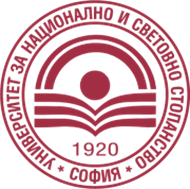 УНИВЕРСИТЕТ ЗА НАЦИОНАЛНО И СВЕТОВНО СТОПАНСТВО
1920
* СОФИЯ *